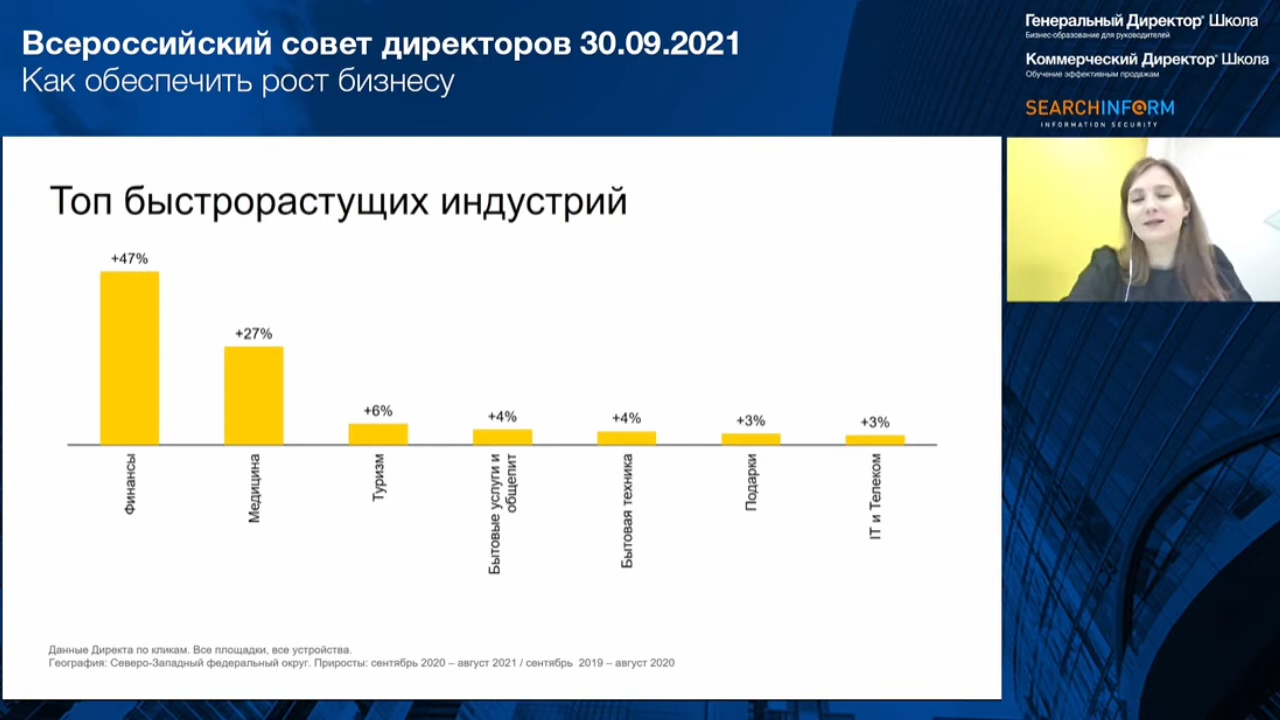 Всероссийский совет директоров 30.09.2021
Как обеспечить рост бизнесу
Генеральный Директор® Школа
Бизнес-образование для руководителей
Коммерческий Директор® Школа
Обучение эффективным продажам
SEARCHINF@RM
INFORMATION SECURITY
Топ быстрорастущих индустрий
+47%
+27%
+6%
+4%
+4%
+3%
+3%
Финансы
Медицина
Туризм
Бытовые услуги и
общепит
Бытовая техника
Подарки
IT и Телеком
Данные Директа по кликам. Все площадки, все устройства.
География: Северо-Западный федеральный округ. Приросты: сентябрь 2020 – август 2021 / сентябрь 2019 – август 2020